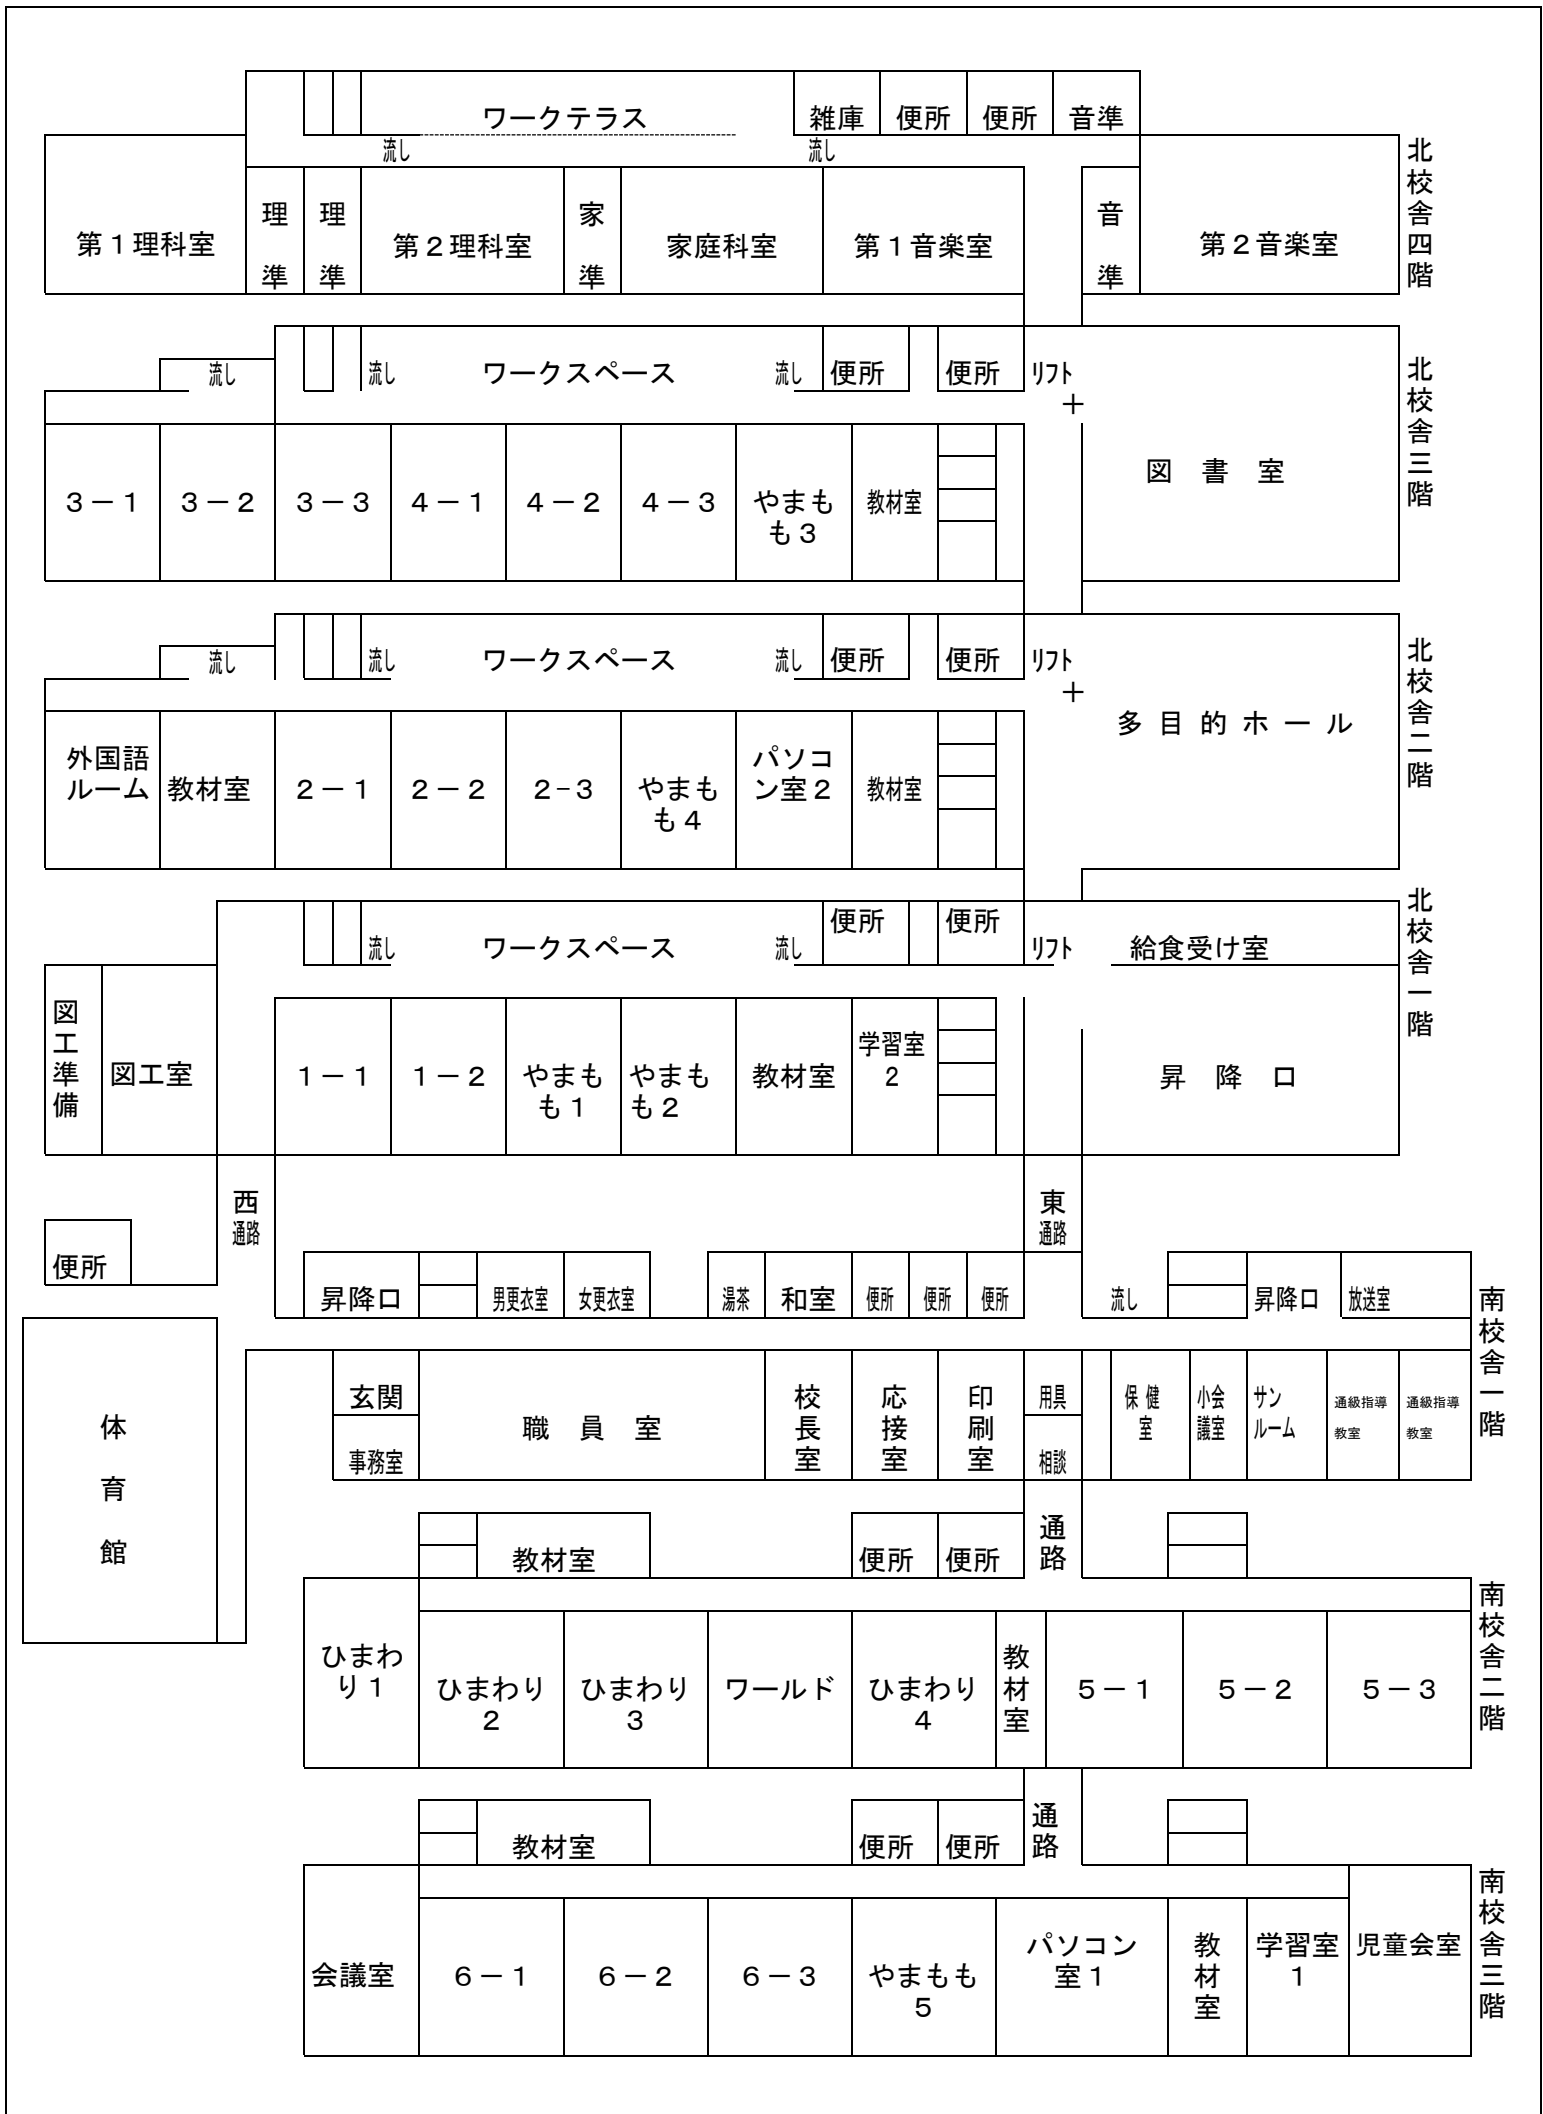 ワークテラス
雑庫
便所
便所
音準
流し
流し
第１理科室
理準
理準
第２理科室
家準
家庭科室
第１音楽室
音準
第２音楽室
北校舎四階
流し
流し
ワークスペース
流し
便所
便所
リフト
＋
３－１
３－２
３－３
４－１
４－２
４－３
やまも
も３
教材室
図　書　室
北校舎三階
流し
流し
ワークスペース
流し
便所
便所
リフト
＋
外国語
ルーム
教材室
２－１
２－２
２−３
やまも
も４
パソコ
ン室２
教材室
多 目 的 ホ ー ル
北校舎二階
流し
ワークスペース
流し
便所
便所
リフト
給食受け室
図工準備
図工室
１－１
１－２
やまも
も１
やまも
も２
教材室
学習室
2
昇　降　口
北校舎一階
西
通路
東
通路
便所
昇降口
男更衣室
女更衣室
湯茶
和室
便所
便所
便所
流し
昇降口
放送室
体育館
玄関
事務室
職　員　室
校長室
応接室
印刷室
用具
相談
保 健
室
小会
議室
サン
ルーム
通級指導
教室
通級指導
教室
南校舎一階
教材室
便所
便所
通路
ひまわ
り１
ひまわり
２
ひまわり
３
ワールド
ひまわり
４
教材室
５－１
５－２
５－３
南校舎二階
教材室
便所
便所
通路
会議室
６－１
６－２
６－３
やまもも
５
パソコン
室１
教材室
学習室
１
児童会室
南校舎三階